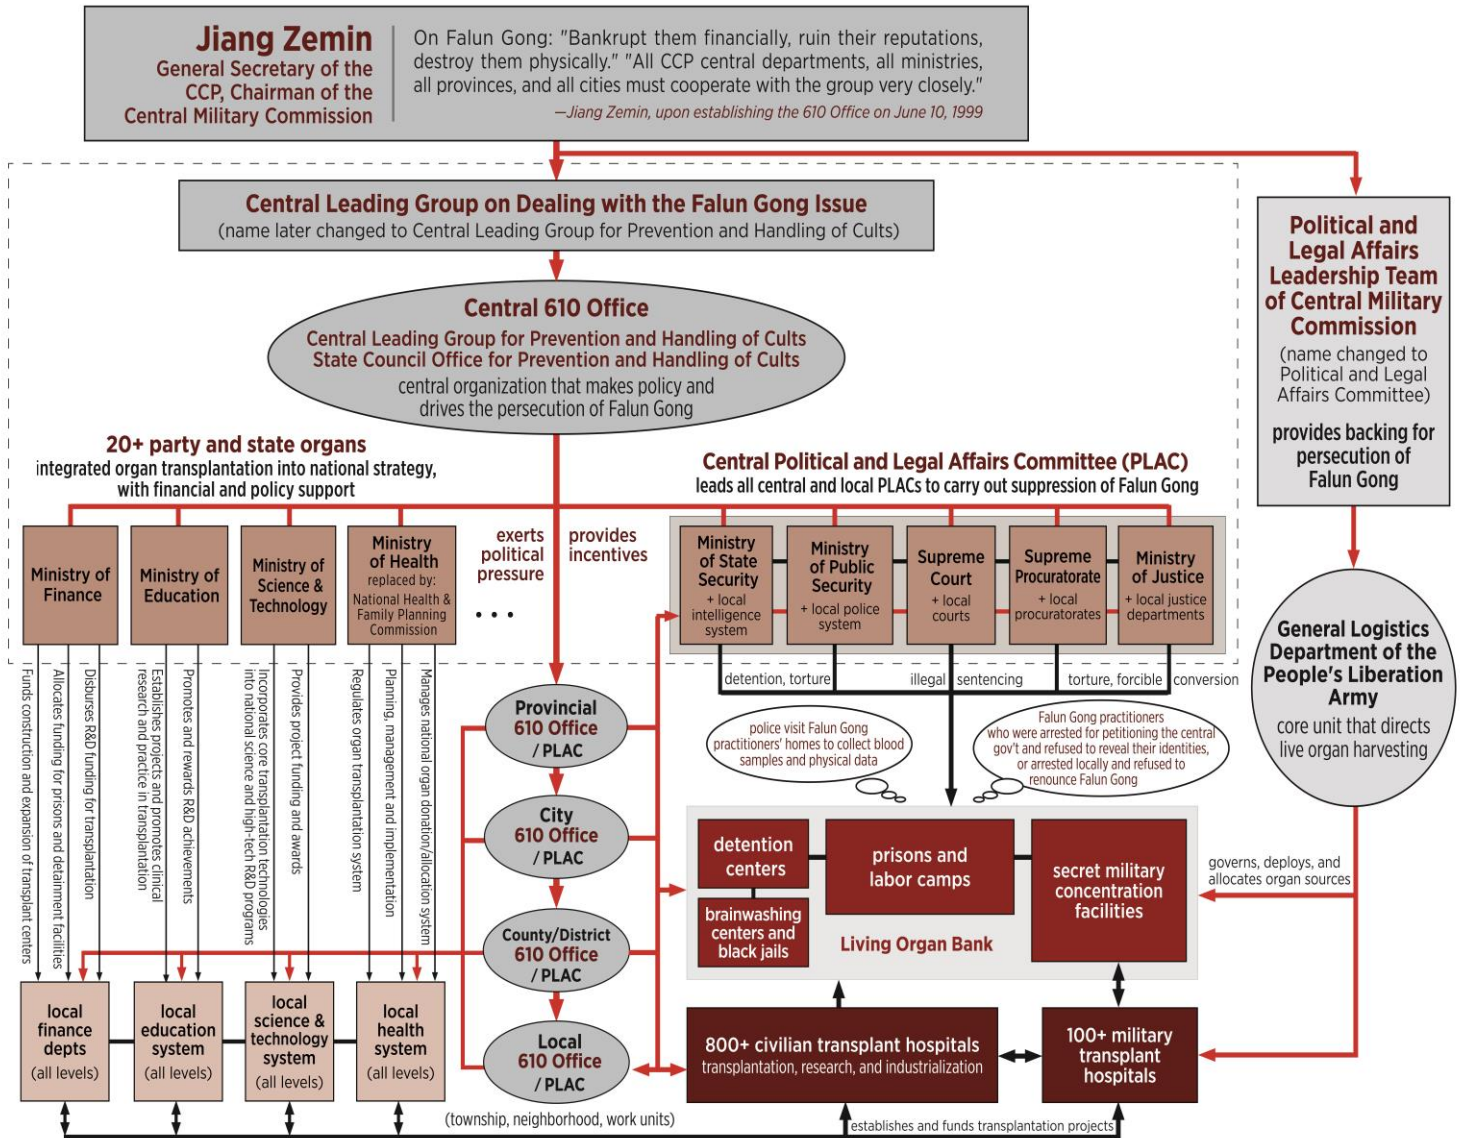 Jiang Zemin
General Secretary of the
CCP, Chairman of the
Central Military Commission
On Falun Gong: "Bankrupt them financially, ruin their reputations,
destroy them physically." "All CCP central departments, all ministries,
all provinces, and all cities must cooperate with the group very closely."
—Jiang Zemin, upon establishing the 610 Office on June 10, 1999
Central Leading Group on Dealing with the Falun Gong Issue
(name later changed to Central Leading Group for Prevention and Handling of Cults)
Central 610 Office
Central Leading Group for Prevention and Handling of Cults
State Council Office for Prevention and Handling of Cults
central organization that makes policy and
drives the persecution of Falun Gong
Political and
Legal Affairs
Leadership Team
of Central Military
Commission
(name changed to
Political and Legal
Affairs Committee)
provides backing for
persecution of
Falun Gong
20+ party and state organs
integrated organ transplantation into national strategy,
with financial and policy support
Central Political and Legal Affairs Committee (PLAC)
leads all central and local PLACs to carry out suppression of Falun Gong
Ministry of
Finance
Ministry of
Education
Ministry of
Science &
Technology
Ministry
of Health
replaced by:
National Health &
Family Planning
Commission
. . .
exerts
political
pressure
provides
incentives
Ministry
of State
Security
+ local
intelligence
system
Ministry
of Public
Security
+ local police
system
Supreme
Court
+ local
courts
Supreme
Procuratorate
+ local
procuratorates
Ministry
of Justice
+ local justice
departments
General Logistics
Department of the
People's Liberation
Army
core unit that directs
live organ harvesting
Funds construction and expansion of transplant centers
Allocates funding for prisons and detainment facilities
Disburses R&D funding for transplantation
Establishes projects and promotes clinical
research and practice in transplantation
Promotes and rewards R&D achievements
Incorporates core transplantation technologies
into national science and high-tech R&D programs
Provides project funding and awards
Regulates organ transplantation system
Planning, management and implementation
Manages national organ donation/allocation system
detention, torture
illegal sentencing
torture, forcible conversion
police visit Falun Gong
practitioners' homes to collect blood
samples and physical data
Falun Gong practitioners
who were arrested for petitioning the central
gov't and refused to reveal their identities,
or arrested locally and refused to
renounce Falun Gong
Provincial
610 Office
/ PLAC
City
610 Office
/ PLAC
County/District
610 Office
/ PLAC
Local
610 Office
/ PLAC
(township, neighborhood, work units)
detention
centers
brainwashing
centers and
black jails
prisons and
labor camps
secret military
concentration
facilities
Living Organ Bank
governs, deploys, and
allocates organ sources
local
finance
depts
(all levels)
local
education
system
(all levels)
local
science &
technology
system
(all levels)
local
health
system
(all levels)
800+ civilian transplant hospitals
transplantation, research, and industrialization
100+ military
transplant
hospitals
establishes and funds transplantation projects